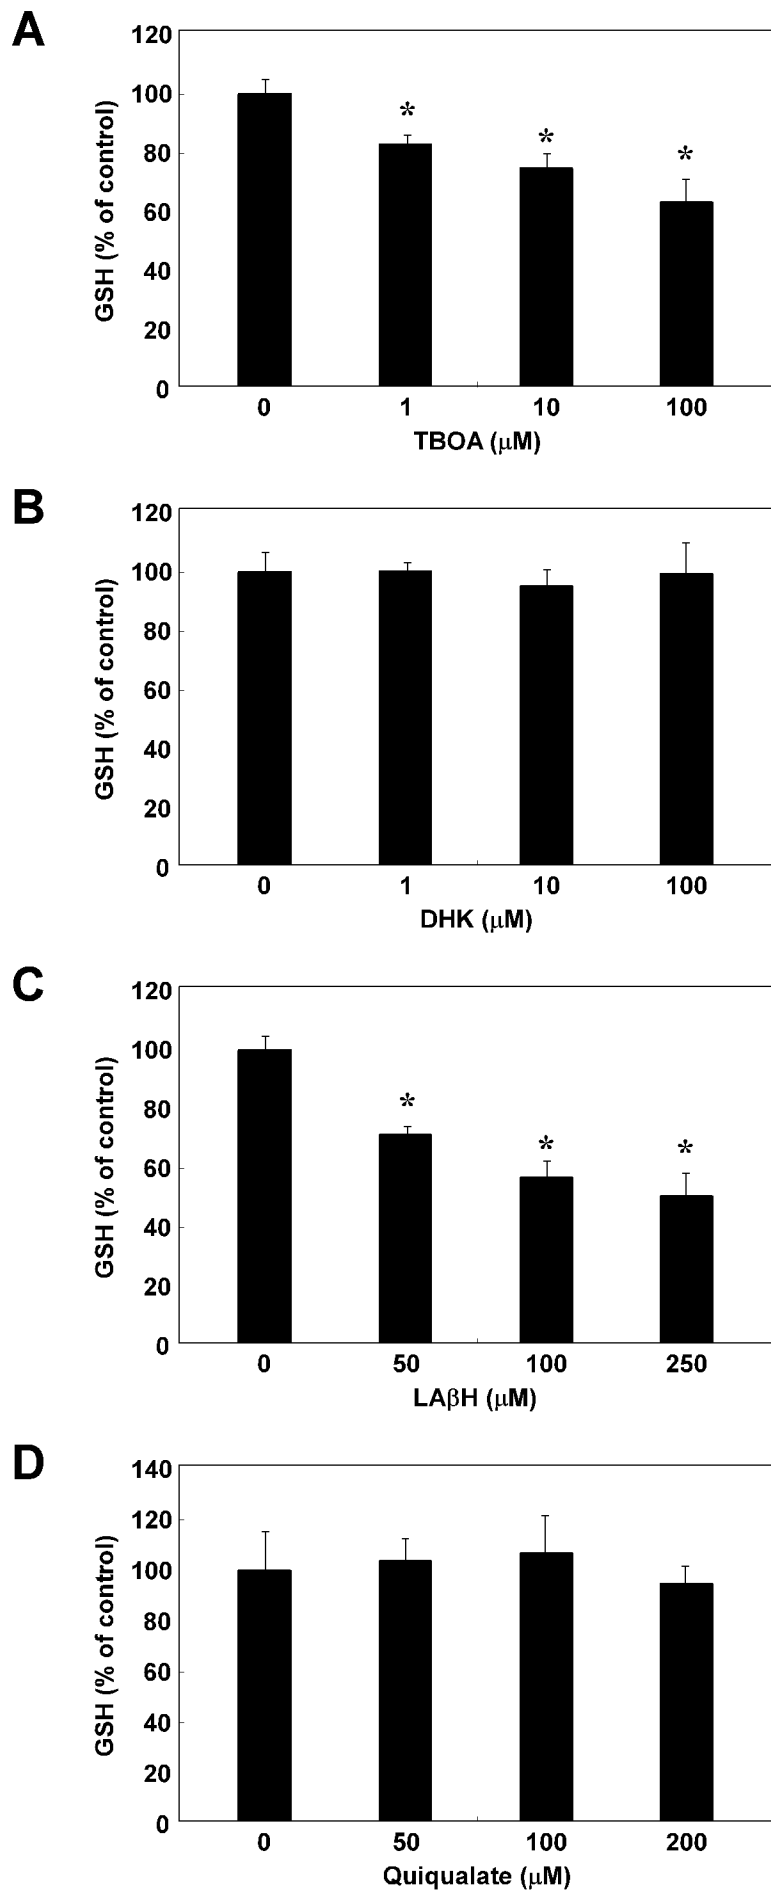 A
GSH (% of control)
120
100
80
60
40
20
0
*
*
*
0 1 10 100
TBOA (μM)
B
GSH (% of control)
120
100
80
60
40
20
0
0 1 10 100
DHK (μM)
C
GSH (% of control)
120
100
80
60
40
20
0
*
*
*
0 50 100 250
LAβH (μM)
D
GSH (% of control)
140
120
100
80
60
40
20
0
0 50 100 200
Quiqualate (μM)